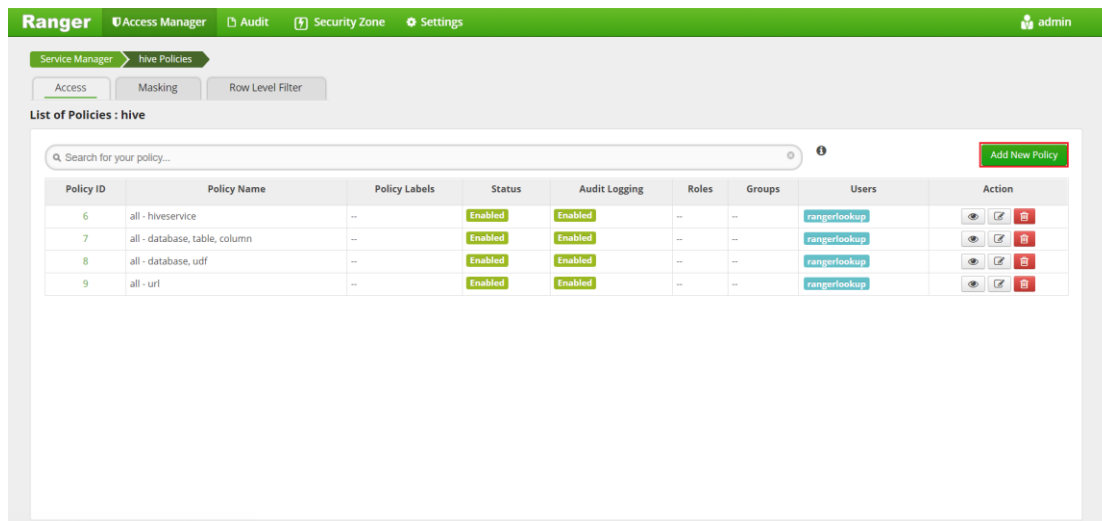 Ranger Access Manager Audit Security Zone Settings admin
Service Manager hive Policies
Access Masking Row Level Filter
List of Policies : hive
Search for your policy... Add New Policy
Policy ID Policy Name Policy Labels Status Audit Logging Roles Groups Users Action
6 all - hiveservice -- Enabled Enabled -- -- rangerlookup
7 all - database, table, column -- Enabled Enabled -- -- rangerlookup
8 all - database, udf -- Enabled Enabled -- -- rangerlookup
9 all - url -- Enabled Enabled -- -- rangerlookup